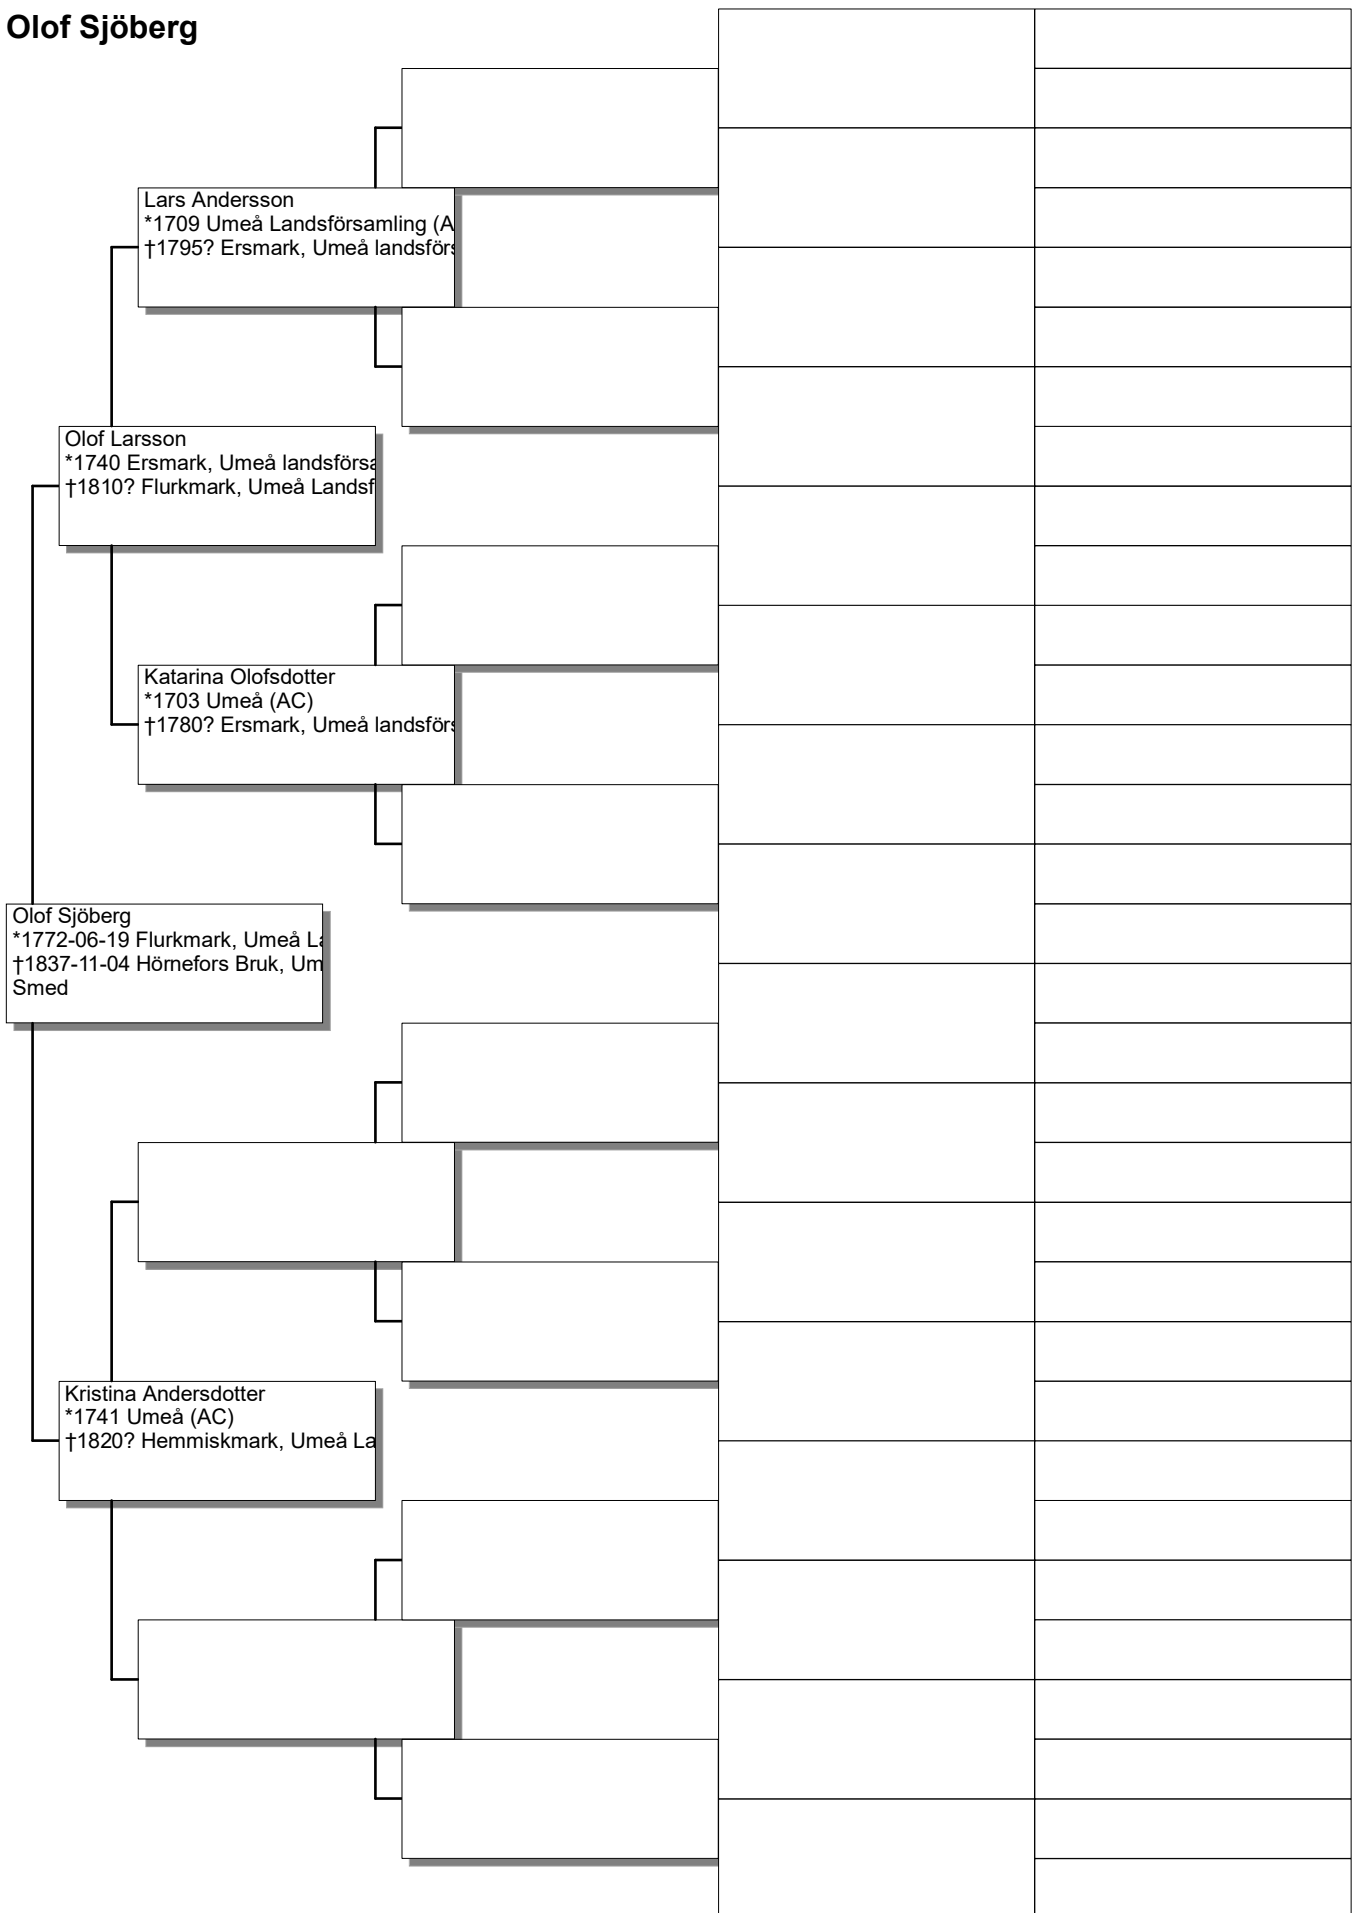 Olof Sjöberg
Lars Andersson
*1709 Umeå Landsförsamling (A
†1795? Ersmark, Umeå landsförs
Olof Larsson
*1740 Ersmark, Umeå landsförsa
†1810? Flurkmark, Umeå Landsf
Katarina Olofsdotter
*1703 Umeå (AC)
†1780? Ersmark, Umeå landsförs
Olof Sjöberg
*1772-06-19 Flurkmark, Umeå La
†1837-11-04 Hörnefors Bruk, Um
Smed
Kristina Andersdotter
*1741 Umeå (AC)
†1820? Hemmiskmark, Umeå La